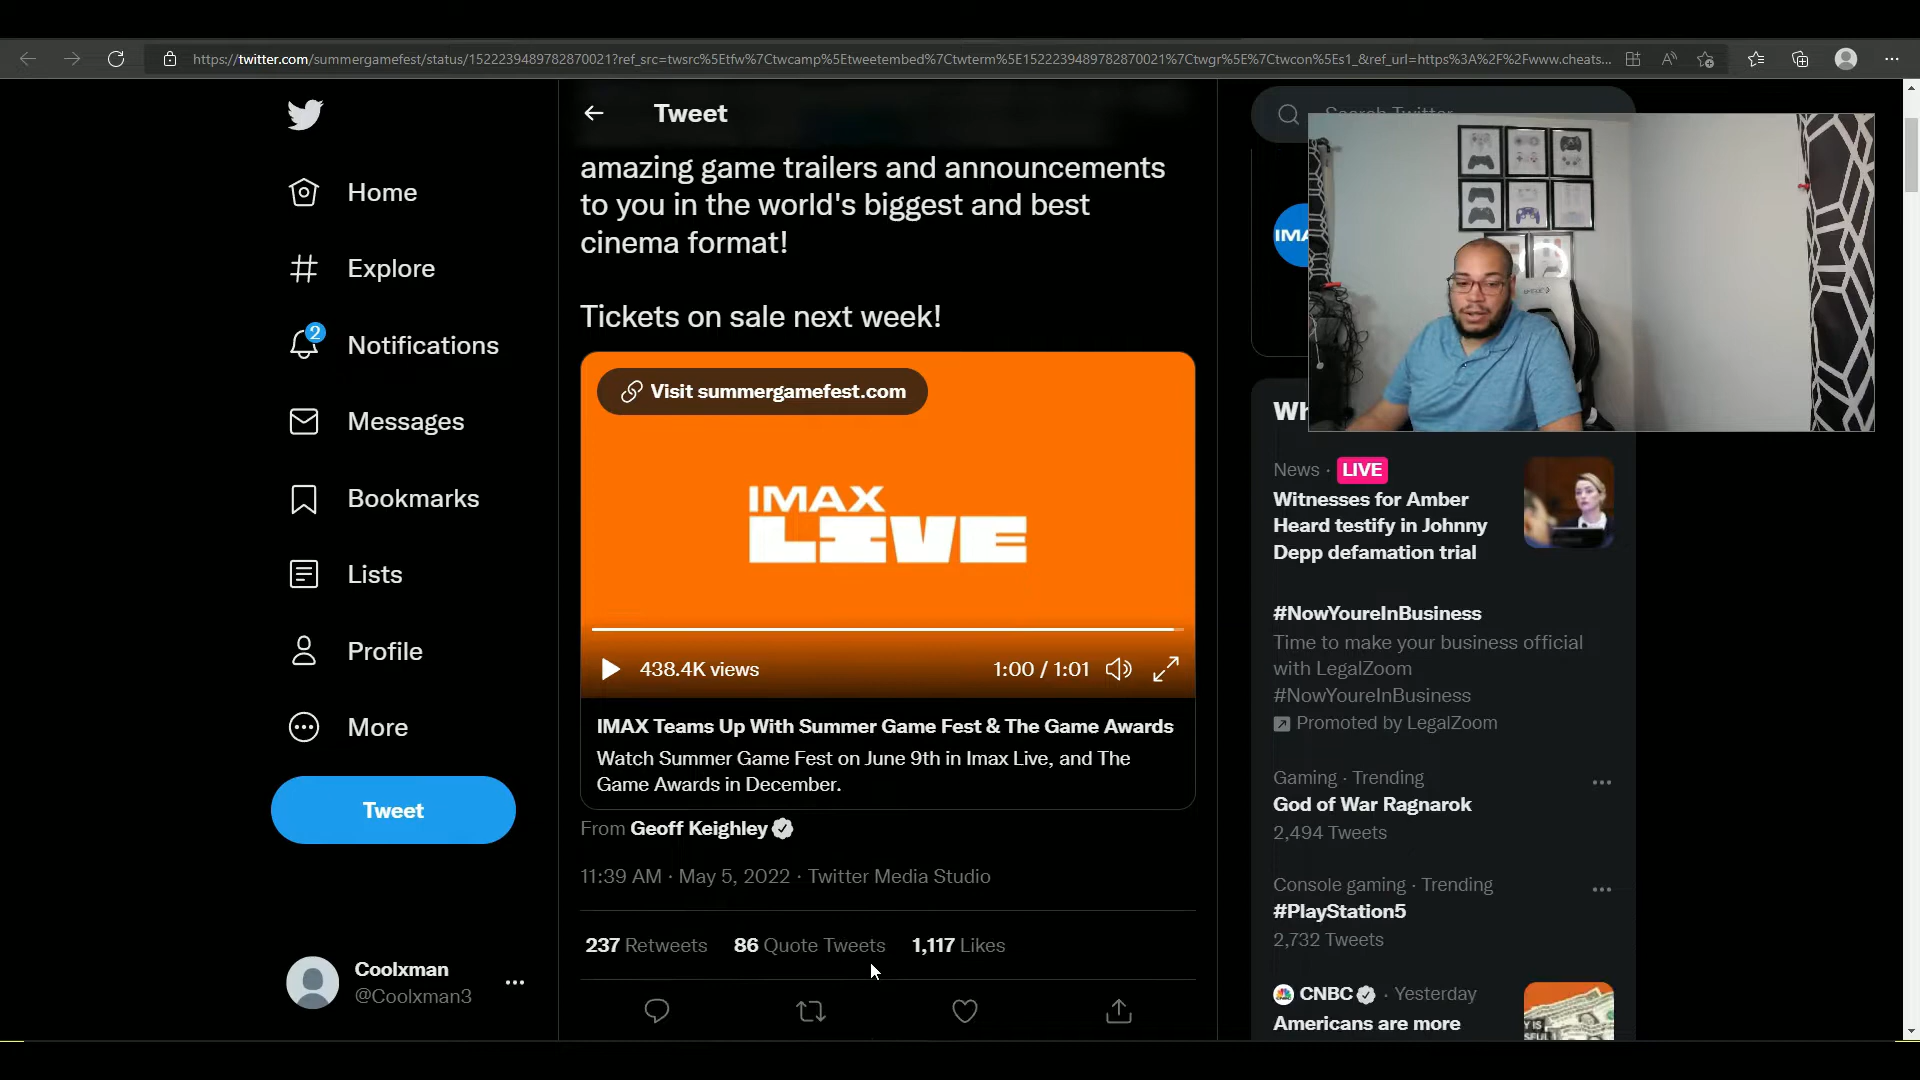 https://twitter.com/summergamefest/status/1522239489782870021?ref_src=twsrc%5Etfw%7Ctwcamp%5Etweetembed%7Ctwterm%5E1522239489782870021%7Ctwgr%5E%7Ctwcon%5Es1_&ref_url=https%3A%2F%2Fwww.cheats...
Tweet
Search Twitter
Home
Explore
2
Notifications
Messages
Bookmarks
Lists
Profile
More
Tweet
Coolxman
@Coolxman3
amazing game trailers and announcements
to you in the world's biggest and best
cinema format!
Tickets on sale next week!
Visit summergamefest.com
IMAX
LIVE
438.4K views
1:00 / 1:01
IMAX Teams Up With Summer Game Fest & The Game Awards
Watch Summer Game Fest on June 9th in Imax Live, and The
Game Awards in December.
From Geoff Keighley
11:39 AM · May 5, 2022 · Twitter Media Studio
237 Retweets 86 Quote Tweets 1,117 Likes
IMA
Wh
News · LIVE
Witnesses for Amber
Heard testify in Johnny
Depp defamation trial
#NowYoureInBusiness
Time to make your business official
with LegalZoom
#NowYoureInBusiness
Promoted by LegalZoom
Gaming · Trending
God of War Ragnarok
2,494 Tweets
Console gaming · Trending
#PlayStation5
2,732 Tweets
CNBC · Yesterday
Americans are more